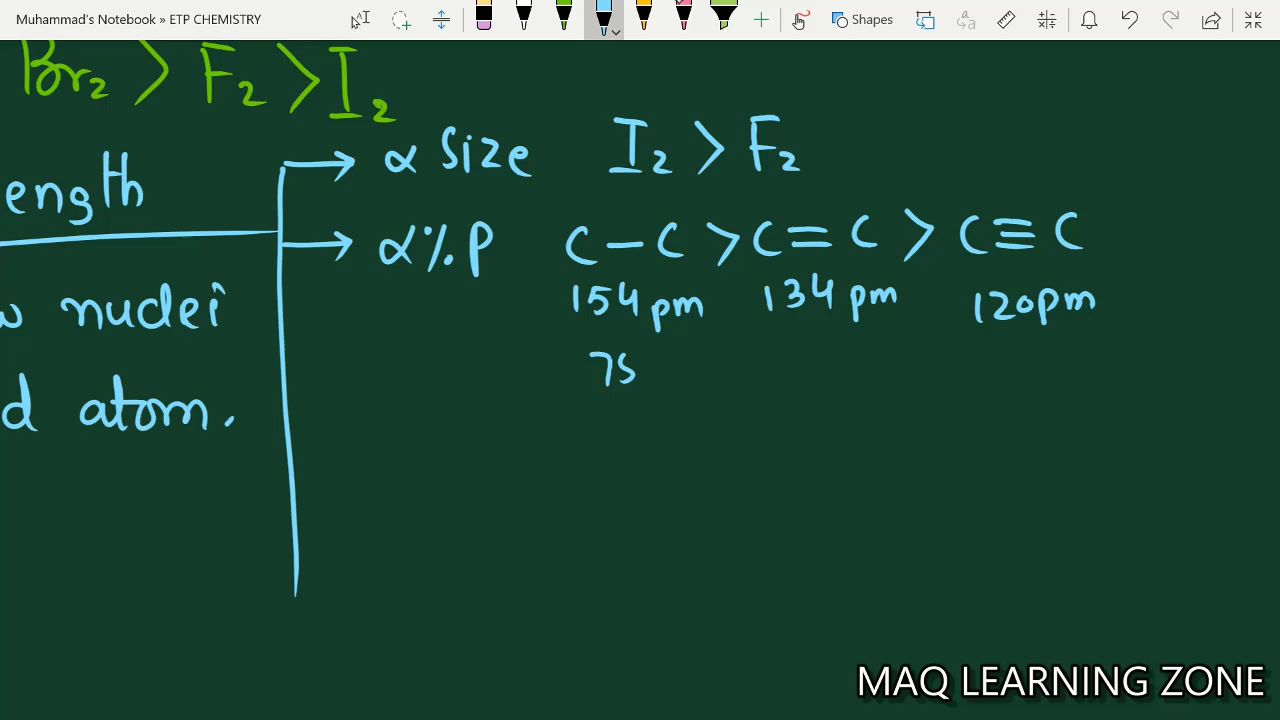 Muhammad's Notebook » ETP CHEMISTRY
Shapes
Br₂ > F₂ > I₂
ength
nuclei
d atom.
α Size I₂ > F₂
α % P C – C > C = C > C ≡ C
154 pm 134 pm 120pm
75
MAQ LEARNING ZONE